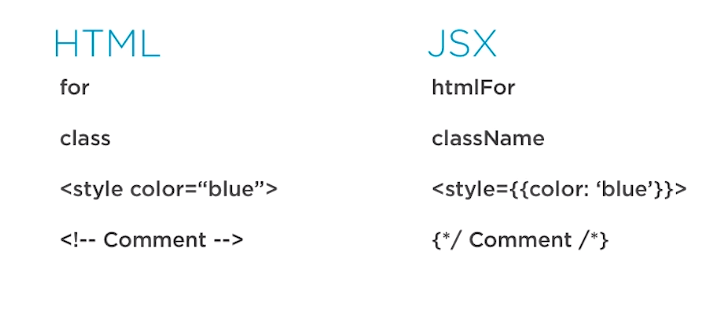 HTML JSX
for htmlFor
class className
<style color=“blue”> <style={{color: ‘blue’}}>
<!-- Comment --> {*/ Comment /*}